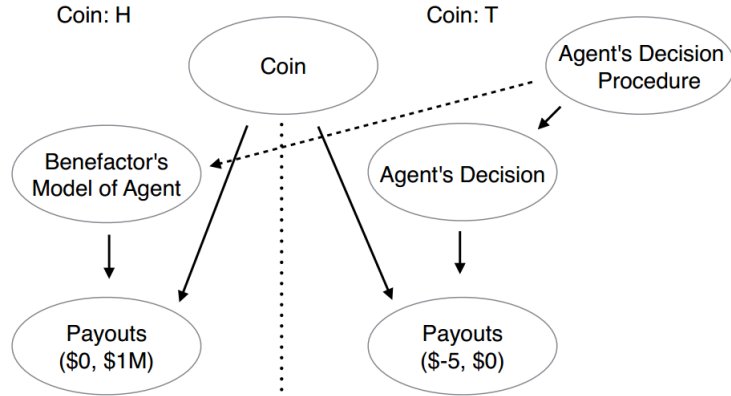 Coin: H
Coin: T
Coin
Agent's Decision
Procedure
Benefactor's
Model of Agent
Agent's Decision
Payouts
($0, $1M)
Payouts
($-5, $0)